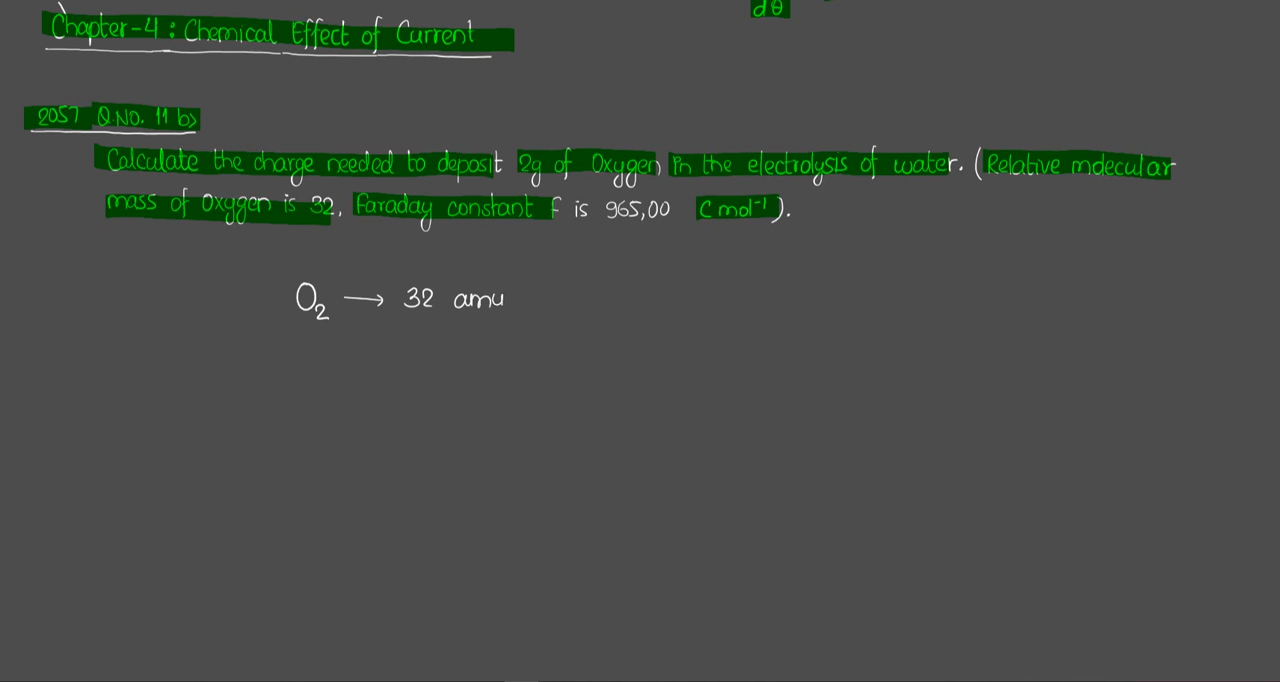 dθ
Chapter-4 : Chemical Effect of Current
2057 Q.NO. 11 b>
Calculate the charge needed to deposit 2g of Oxygen in the electrolysis of water. (Relative molecular
mass of oxygen is 32, Faraday constant F is 965,00 C mol⁻¹).
O₂ → 32 amu